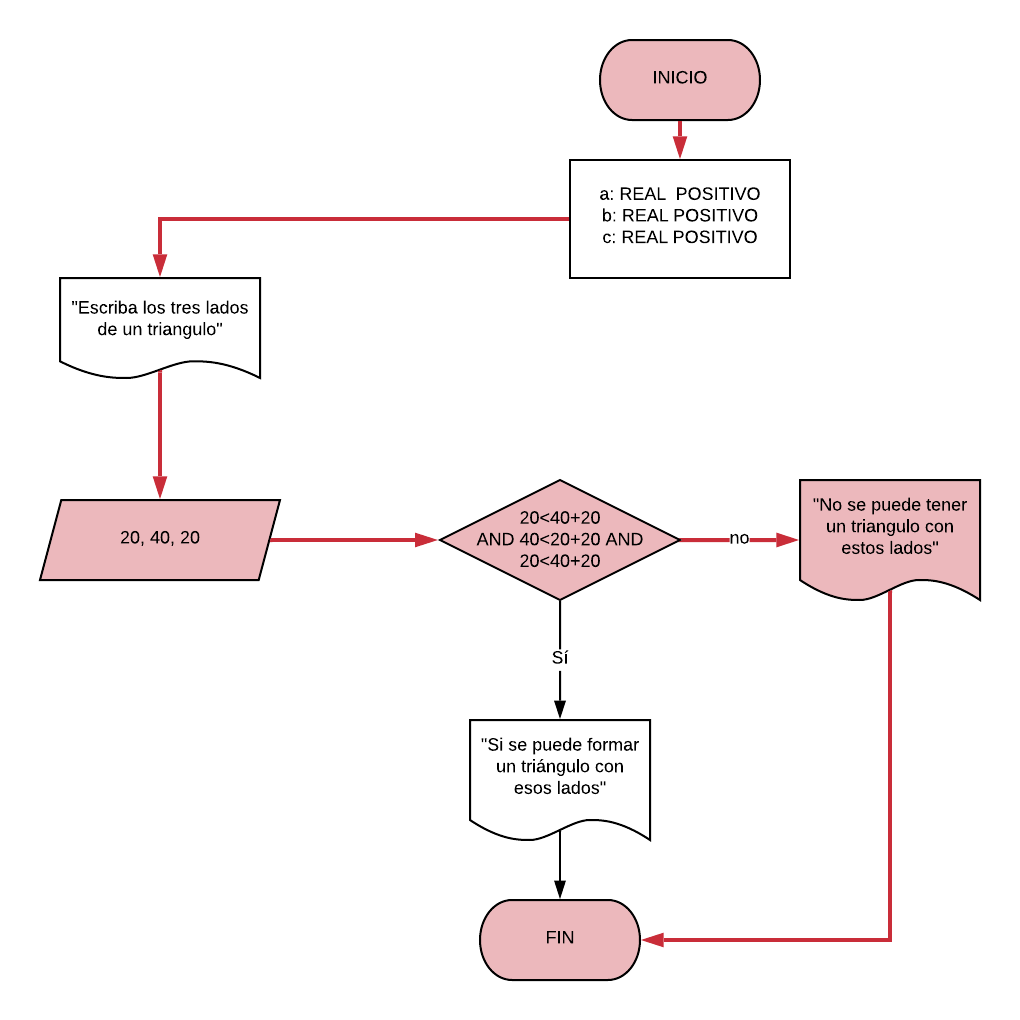 INICIO
a: REAL  POSITIVO
b: REAL POSITIVO
c: REAL POSITIVO
"Escriba los tres lados
de un triangulo"
20, 40, 20
20<40+20
AND 40<20+20 AND
20<40+20
no
"No se puede tener
un triangulo con
estos lados"
Sí
"Si se puede formar
un triángulo con
esos lados"
FIN